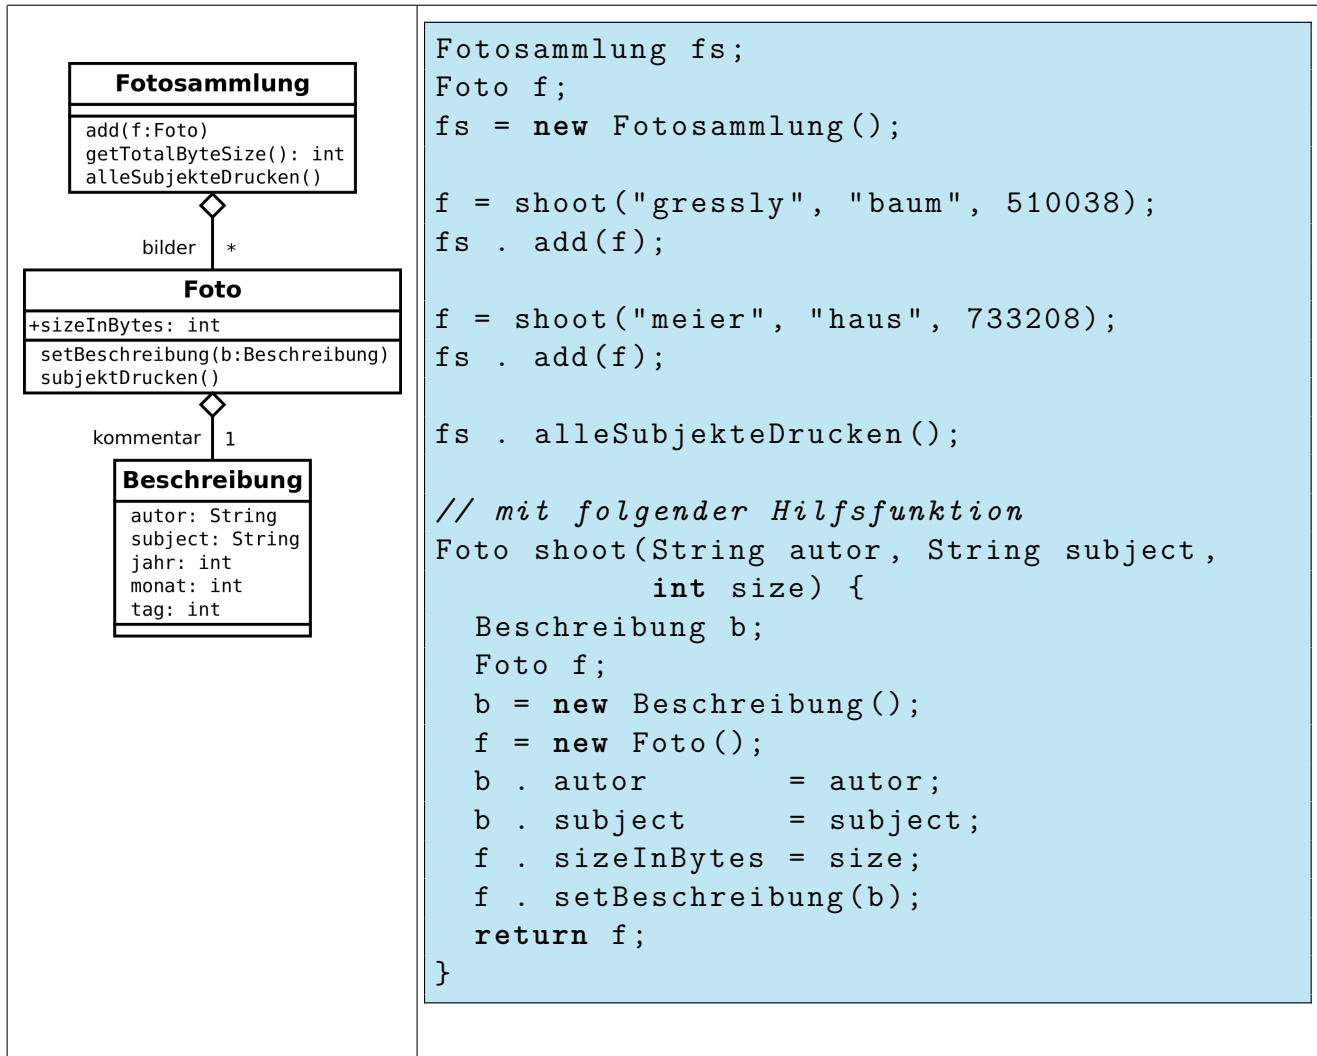 Fotosammlung
add(f:Foto)
getTotalByteSize(): int
alleSubjekteDrucken()
bilder *
Foto
+sizeInBytes: int
setBeschreibung(b:Beschreibung)
subjektDrucken()
kommentar 1
Beschreibung
autor: String
subject: String
jahr: int
monat: int
tag: int
Fotosammlung fs;
Foto f;
fs = new Fotosammlung();
f = shoot("gressly", "baum", 510038);
fs . add(f);
f = shoot("meier", "haus", 733208);
fs . add(f);
fs . alleSubjekteDrucken();
// mit folgender Hilfsfunktion
Foto shoot(String autor, String subject,
int size) {
Beschreibung b;
Foto f;
b = new Beschreibung();
f = new Foto();
b . autor = autor;
b . subject = subject;
f . sizeInBytes = size;
f . setBeschreibung(b);
return f;
}